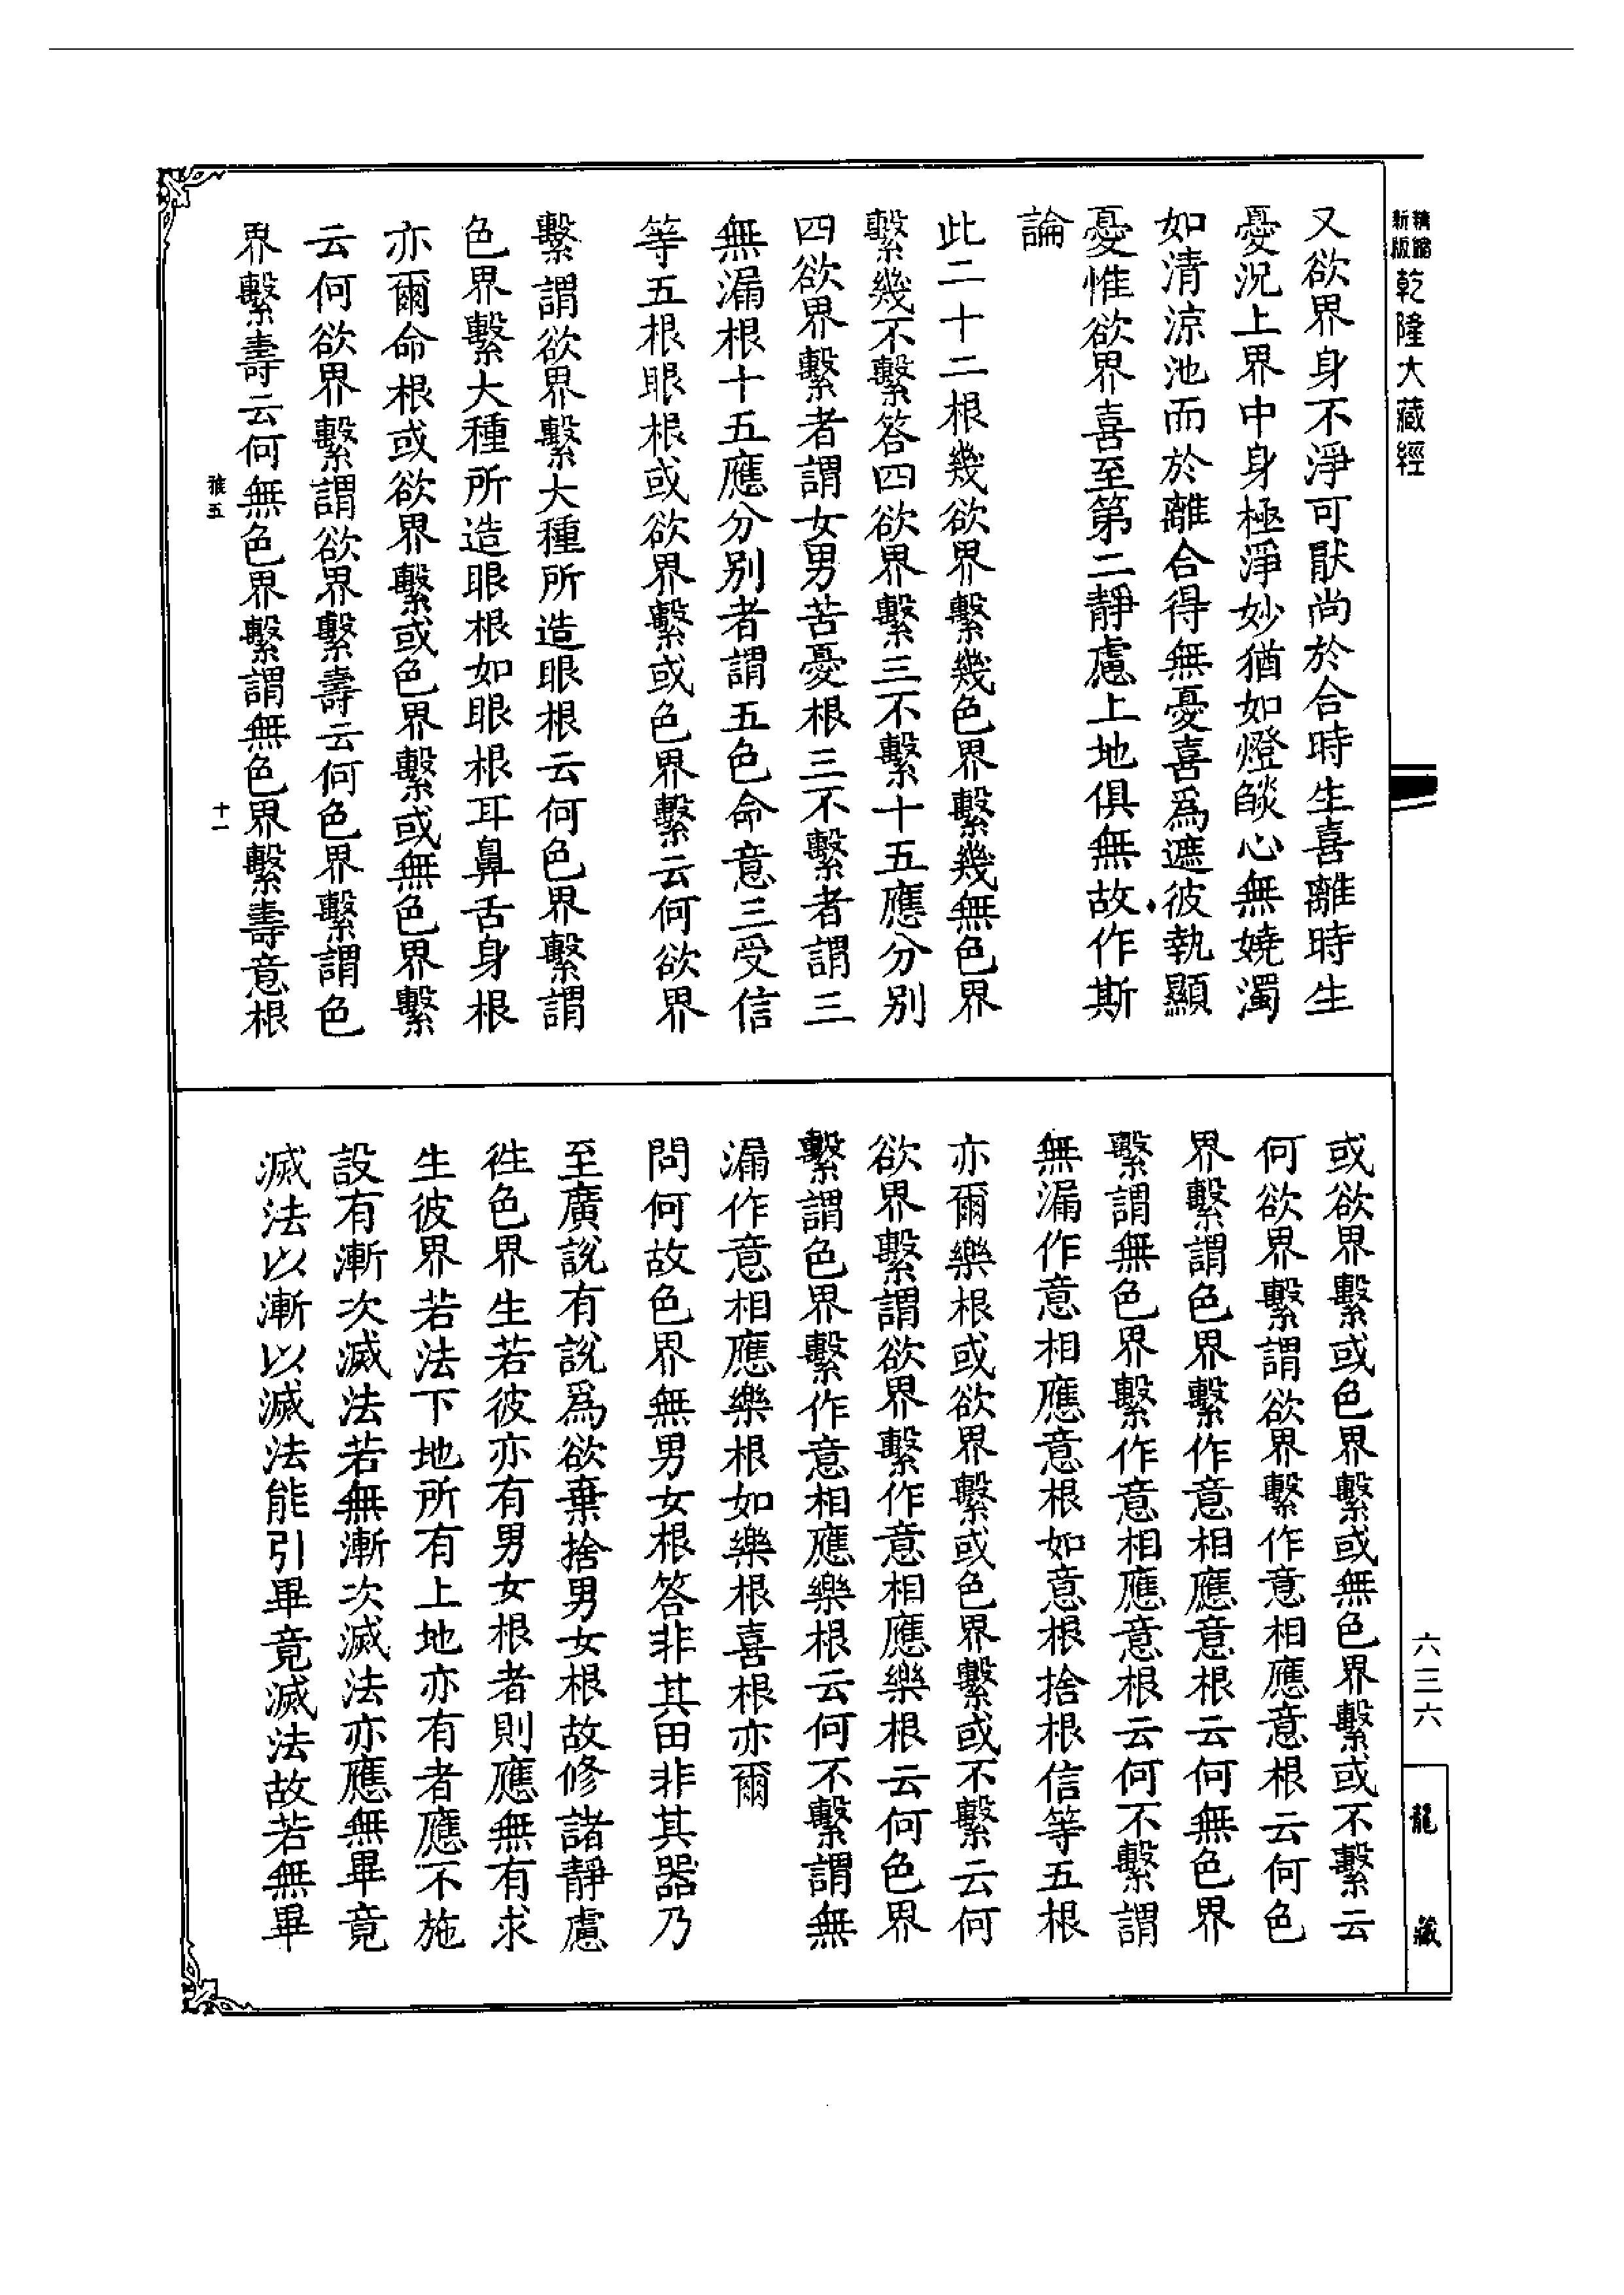 精縮
新版
乾隆大藏經
又欲界身不淨可猒尚於合時生喜離時生
憂況上界中身極淨妙猶如燈燄心無嬈濁
如清涼池而於離合得無憂喜爲遮彼執顯
憂惟欲界喜至第二靜慮上地俱無故作斯
論
此二十二根幾欲界繫幾色界繫幾無色界
繫幾不繫答四欲界繫三不繫十五應分別
四欲界繫者謂女男苦憂根三不繫者謂三
無漏根十五應分別者謂五色命意三受信
等五根眼根或欲界繫或色界繫云何欲界
繫謂欲界繫大種所造眼根云何色界繫謂
色界繫大種所造眼根如眼根耳鼻舌身根
亦爾命根或欲界繫或色界繫或無色界繫
云何欲界繫謂欲界繫壽云何色界繫謂色
界繫壽云何無色界繫謂無色界繫壽意根
雅五
十一
或欲界繫或色界繫或無色界繫或不繫云
何欲界繫謂欲界繫作意相應意根云何色
界繫謂色界繫作意相應意根云何無色界
繫謂無色界繫作意相應意根云何不繫謂
無漏作意相應意根如意根捨根信等五根
亦爾樂根或欲界繫或色界繫或不繫云何
欲界繫謂欲界繫作意相應樂根云何色界
繫謂色界繫作意相應樂根云何不繫謂無
漏作意相應樂根如樂根喜根亦爾
問何故色界無男女根答非其田非其器乃
至廣說有說爲欲棄捨男女根故修諸靜慮
徃色界生若彼亦有男女根者則應無有求
生彼界若法下地所有上地亦有者應不施
設有漸次滅法若無漸次滅法亦應無畢竟
滅法以漸以滅法能引畢竟滅法故若無畢
六三六
龍藏